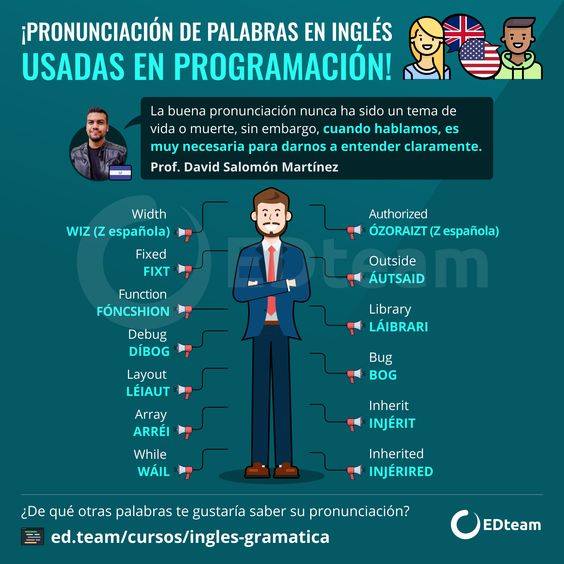 ¡PRONUNCIACIÓN DE PALABRAS EN INGLÉS
USADAS EN PROGRAMACIÓN!
La buena pronunciación nunca ha sido un tema de
vida o muerte, sin embargo, cuando hablamos, es
muy necesaria para darnos a entender claramente.
Prof. David Salomón Martínez
Width
WIZ (Z española)
Fixed
FIXT
Function
FÓNCSHION
Debug
DÍBOG
Layout
LÉIAUT
Array
ARRÉI
While
WÁIL
Authorized
ÓZORAIZT (Z española)
Outside
ÁUTSAID
Library
LÁIBRARI
Bug
BOG
Inherit
INJÉRIT
Inherited
INJÉRIRED
EDteam
¿De qué otras palabras te gustaría saber su pronunciación?
ed.team/cursos/ingles-gramatica
EDteam